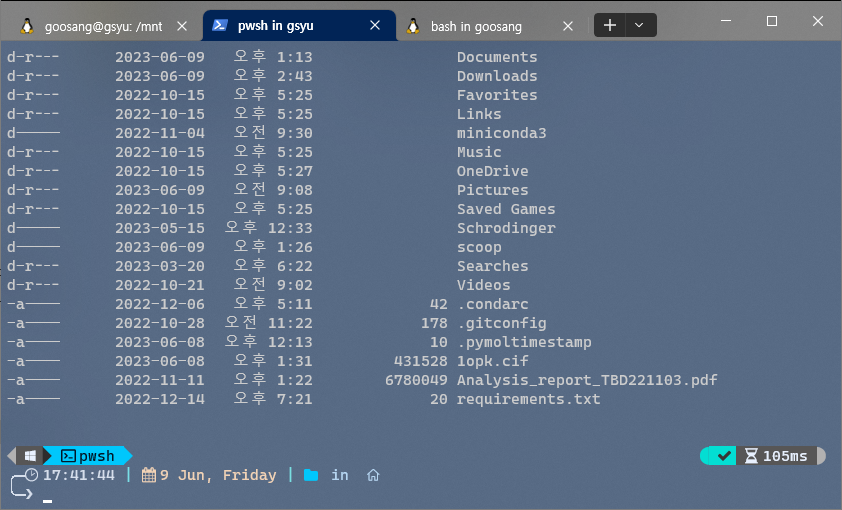 goosang@gsyu: /mnt
pwsh in gsyu
bash in goosang
d-r--- 2023-06-09 오후 1:13 Documents
d-r--- 2023-06-09 오후 2:43 Downloads
d-r--- 2022-10-15 오후 5:25 Favorites
d-r--- 2022-10-15 오후 5:25 Links
d----- 2022-11-04 오전 9:30 miniconda3
d-r--- 2022-10-15 오후 5:25 Music
d-r--- 2022-10-15 오후 5:27 OneDrive
d-r--- 2023-06-09 오전 9:08 Pictures
d-r--- 2022-10-15 오후 5:25 Saved Games
d----- 2023-05-15 오후 12:33 Schrodinger
d----- 2023-06-09 오후 1:26 scoop
d-r--- 2023-03-20 오후 6:22 Searches
d-r--- 2022-10-21 오전 9:02 Videos
-a---- 2022-12-06 오후 5:11 42 .condarc
-a---- 2022-10-28 오전 11:22 178 .gitconfig
-a---- 2023-06-08 오후 12:13 10 .pymoltimestamp
-a---- 2023-06-08 오후 1:31 431528 1opk.cif
-a---- 2022-11-11 오후 1:22 6780049 Analysis_report_TBD221103.pdf
-a---- 2022-12-14 오후 7:21 20 requirements.txt
pwsh 105ms
17:41:44 | 9 Jun, Friday | in